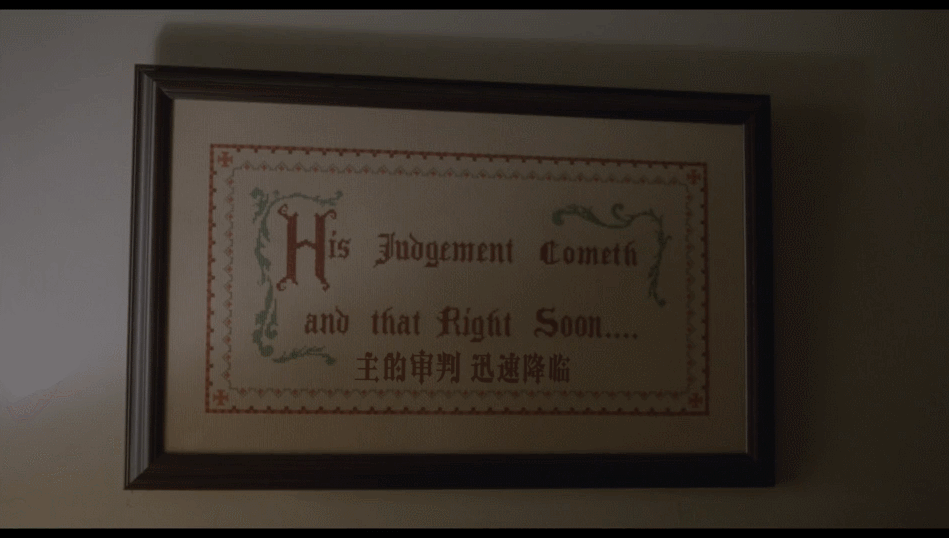 His Judgement Cometh
and that Right Soon....
主的审判 迅速降临